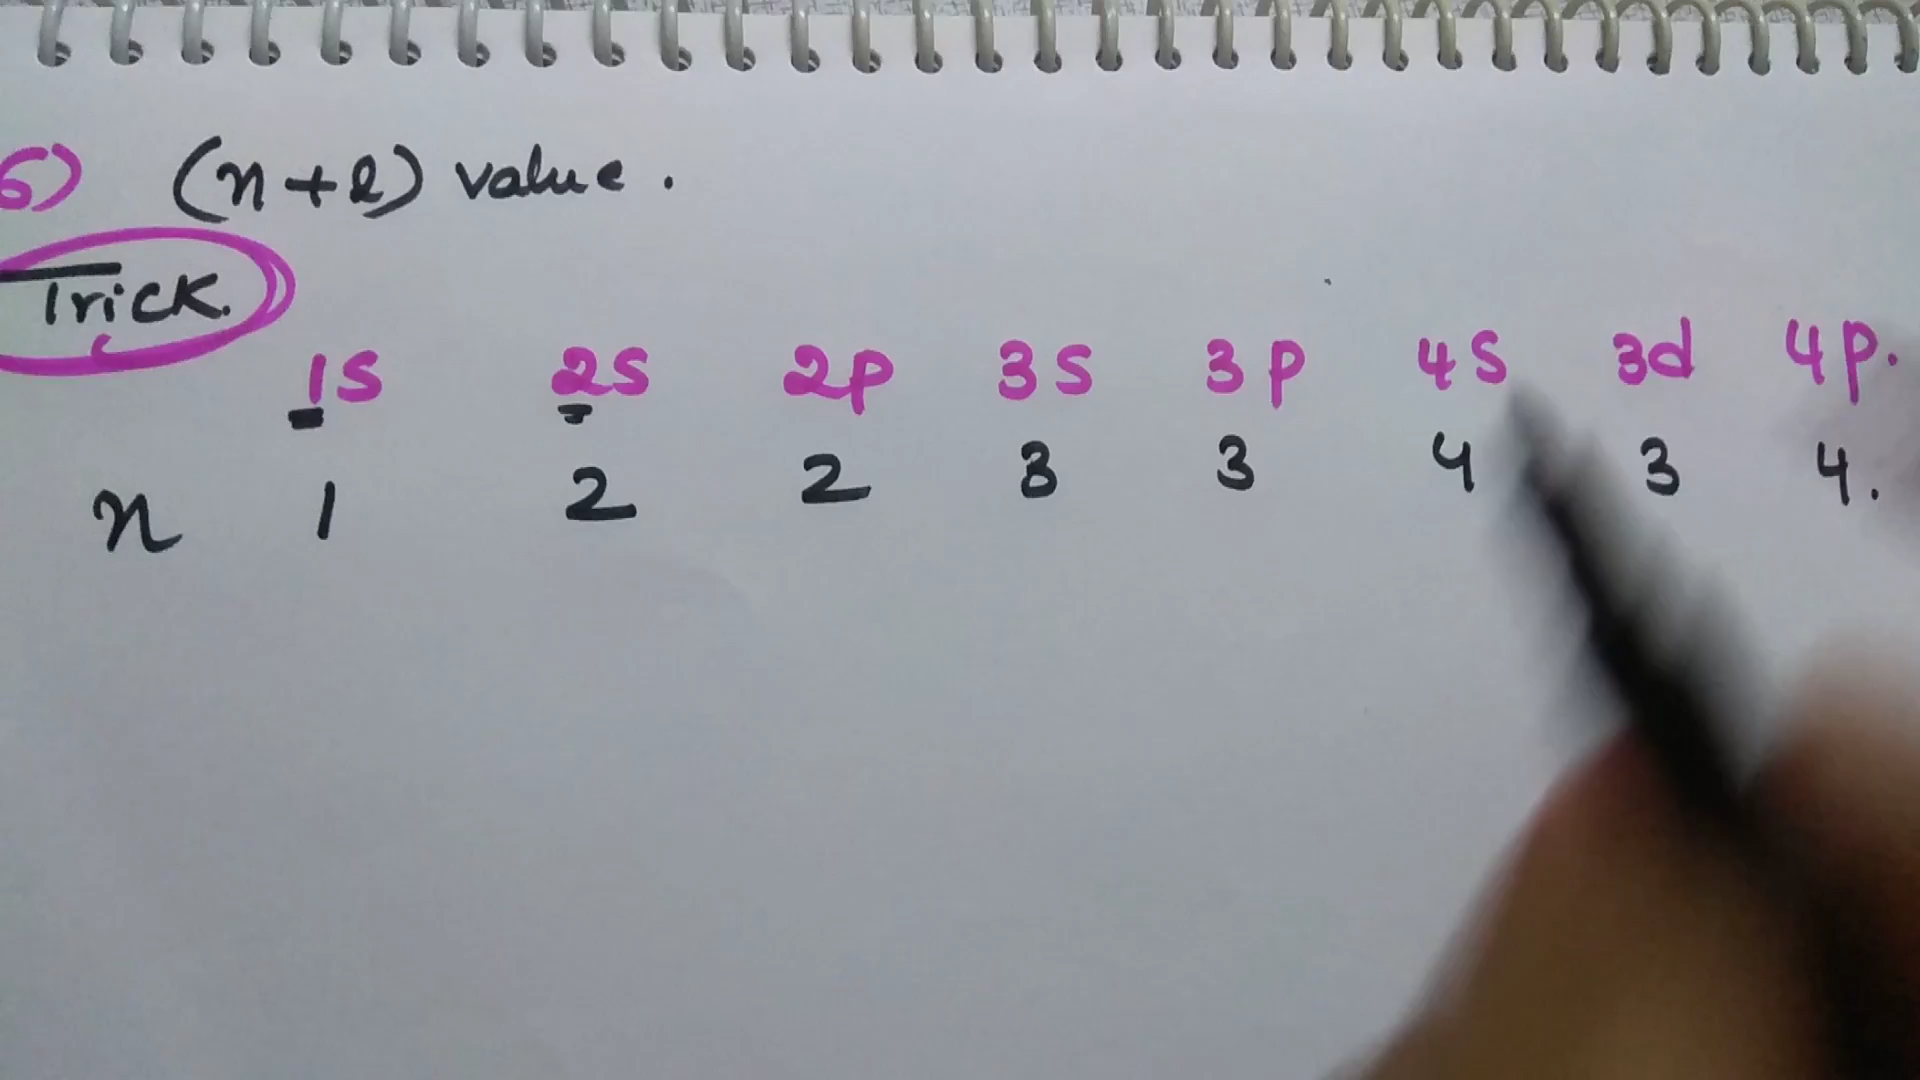 6) (n+l) value.
Trick.
1s 2s 2p 3s 3p 4s 3d 4p.
n 1 2 2 3 3 4 3 4.